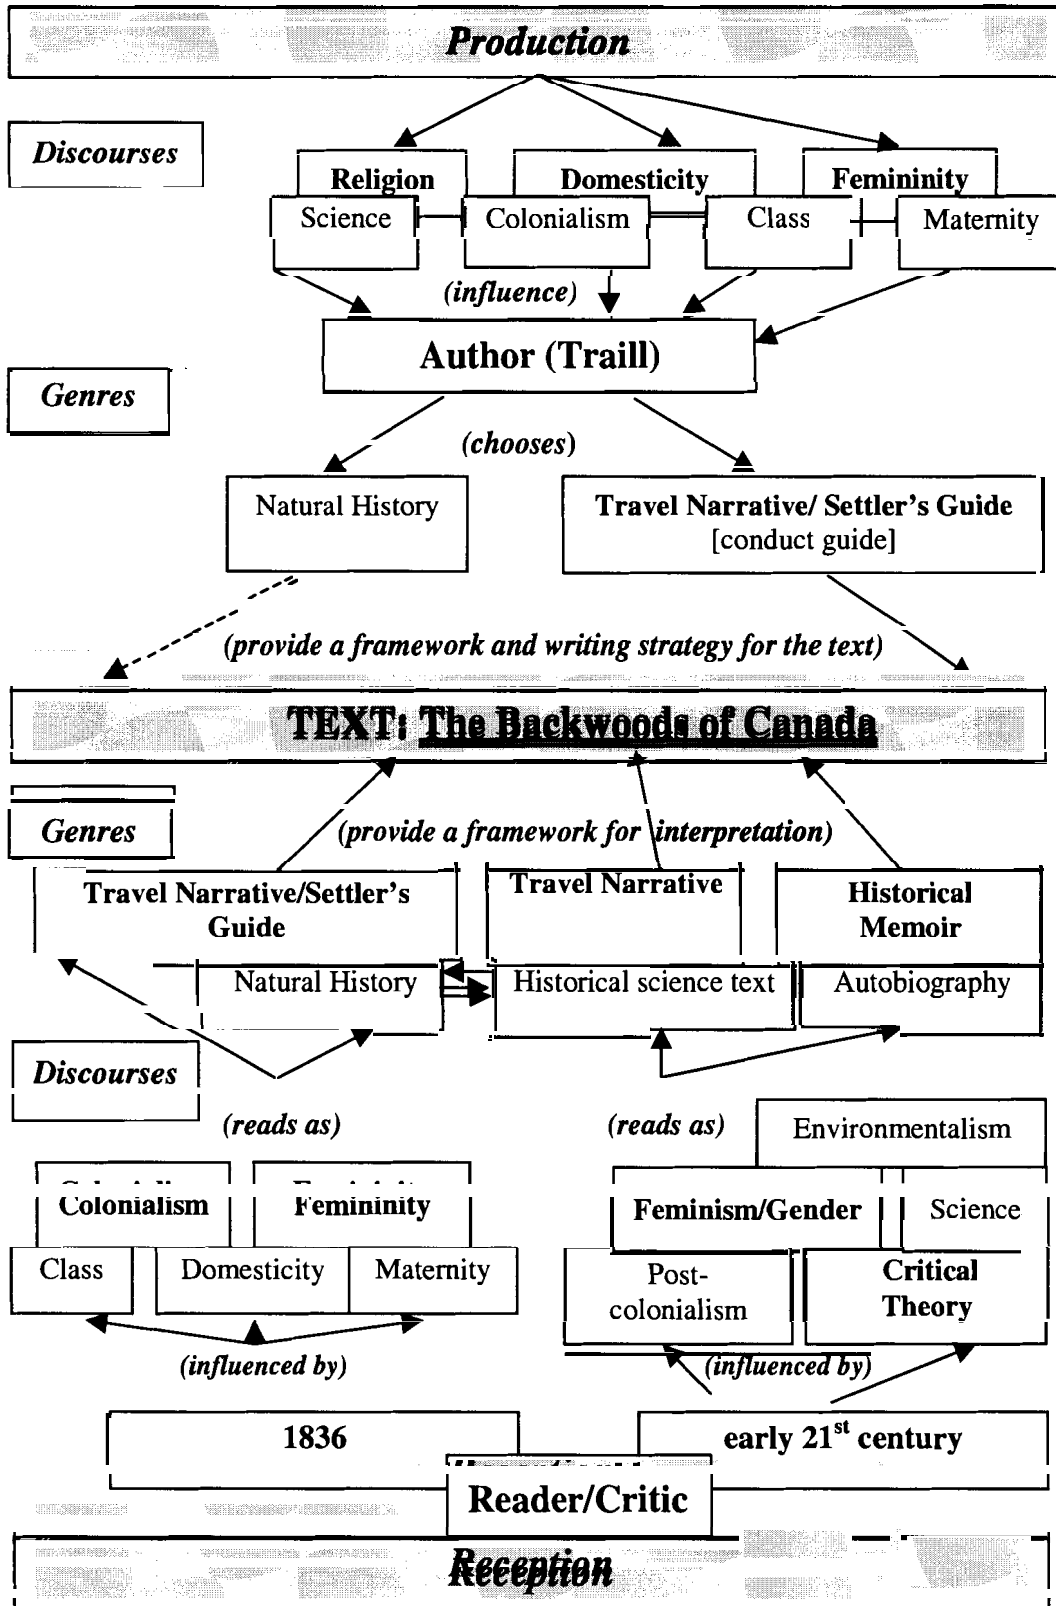 Production
Discourses
Religion
Domesticity
Femininity
Science
Colonialism
Class
Maternity
(influence)
Author (Traill)
Genres
(chooses)
Natural History
Travel Narrative/ Settler's Guide
[conduct guide]
(provide a framework and writing strategy for the text)
TEXT: The Backwoods of Canada
Genres
(provide a framework for interpretation)
Travel Narrative/Settler's
Guide
Travel Narrative
Historical
Memoir
Natural History
Historical science text
Autobiography
Discourses
(reads as)
(reads as)
Environmentalism
Colonialism
Femininity
Feminism/Gender
Science
Class
Domesticity
Maternity
Post-
colonialism
Critical
Theory
(influenced by)
(influenced by)
1836
early 21st century
Reader/Critic
Reception